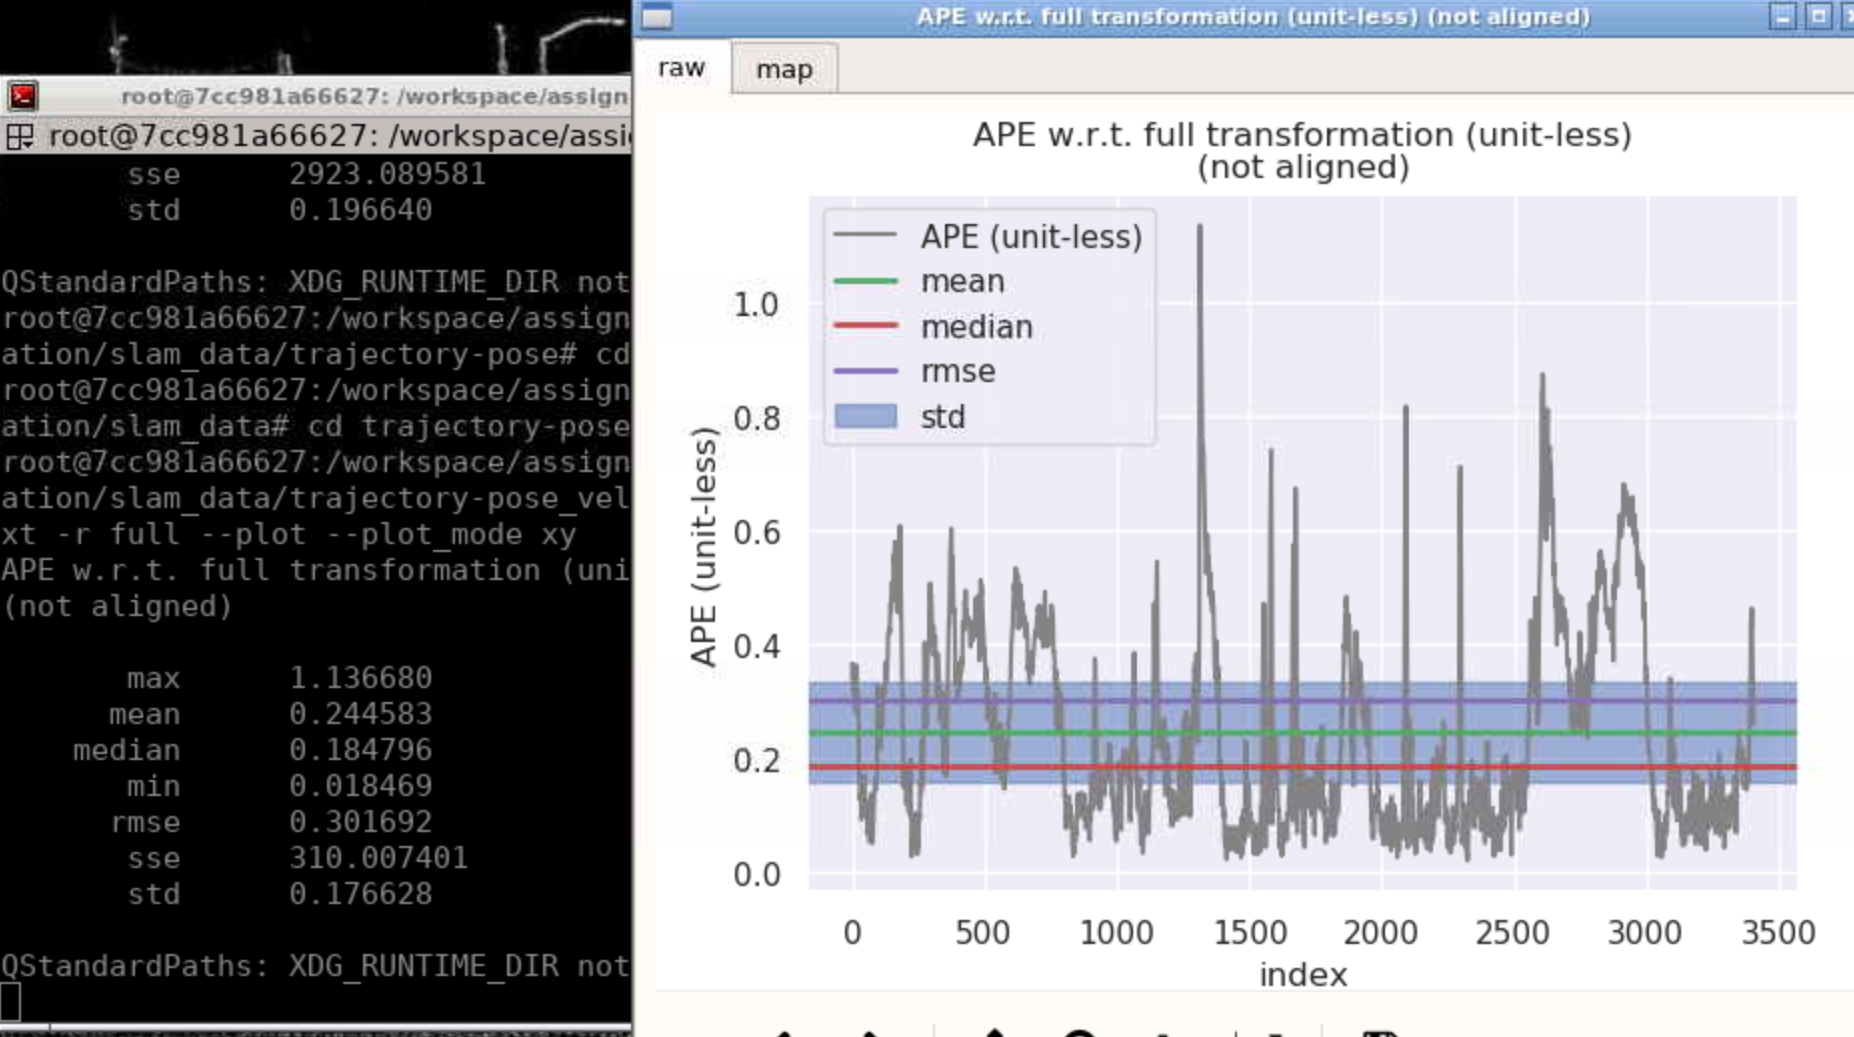 root@7cc981a66627: /workspace/assign
root@7cc981a66627: /workspace/assi
sse 2923.089581
std 0.196640
QStandardPaths: XDG_RUNTIME_DIR not
root@7cc981a66627:/workspace/assign
ation/slam_data/trajectory-pose# cd
root@7cc981a66627:/workspace/assign
ation/slam_data# cd trajectory-pose
root@7cc981a66627:/workspace/assign
ation/slam_data/trajectory-pose_vel
xt -r full --plot --plot_mode xy
APE w.r.t. full transformation (uni
(not aligned)
max 1.136680
mean 0.244583
median 0.184796
min 0.018469
rmse 0.301692
sse 310.007401
std 0.176628
QStandardPaths: XDG_RUNTIME_DIR not
APE w.r.t. full transformation (unit-less) (not aligned)
raw map
APE w.r.t. full transformation (unit-less)
(not aligned)
APE (unit-less)
mean
median
rmse
std
APE (unit-less)
1.0
0.8
0.6
0.4
0.2
0.0
0 500 1000 1500 2000 2500 3000 3500
index